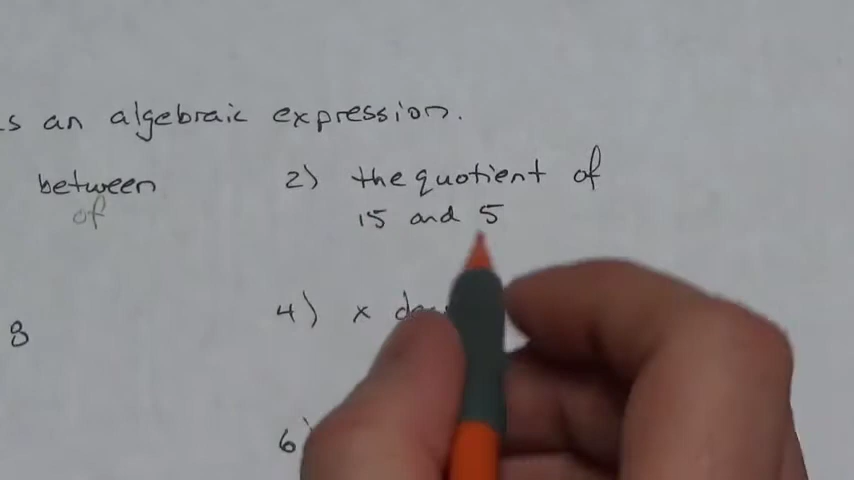 an algebraic expression.
between
of
2) the quotient of
15 and 5
8
4) x
6)